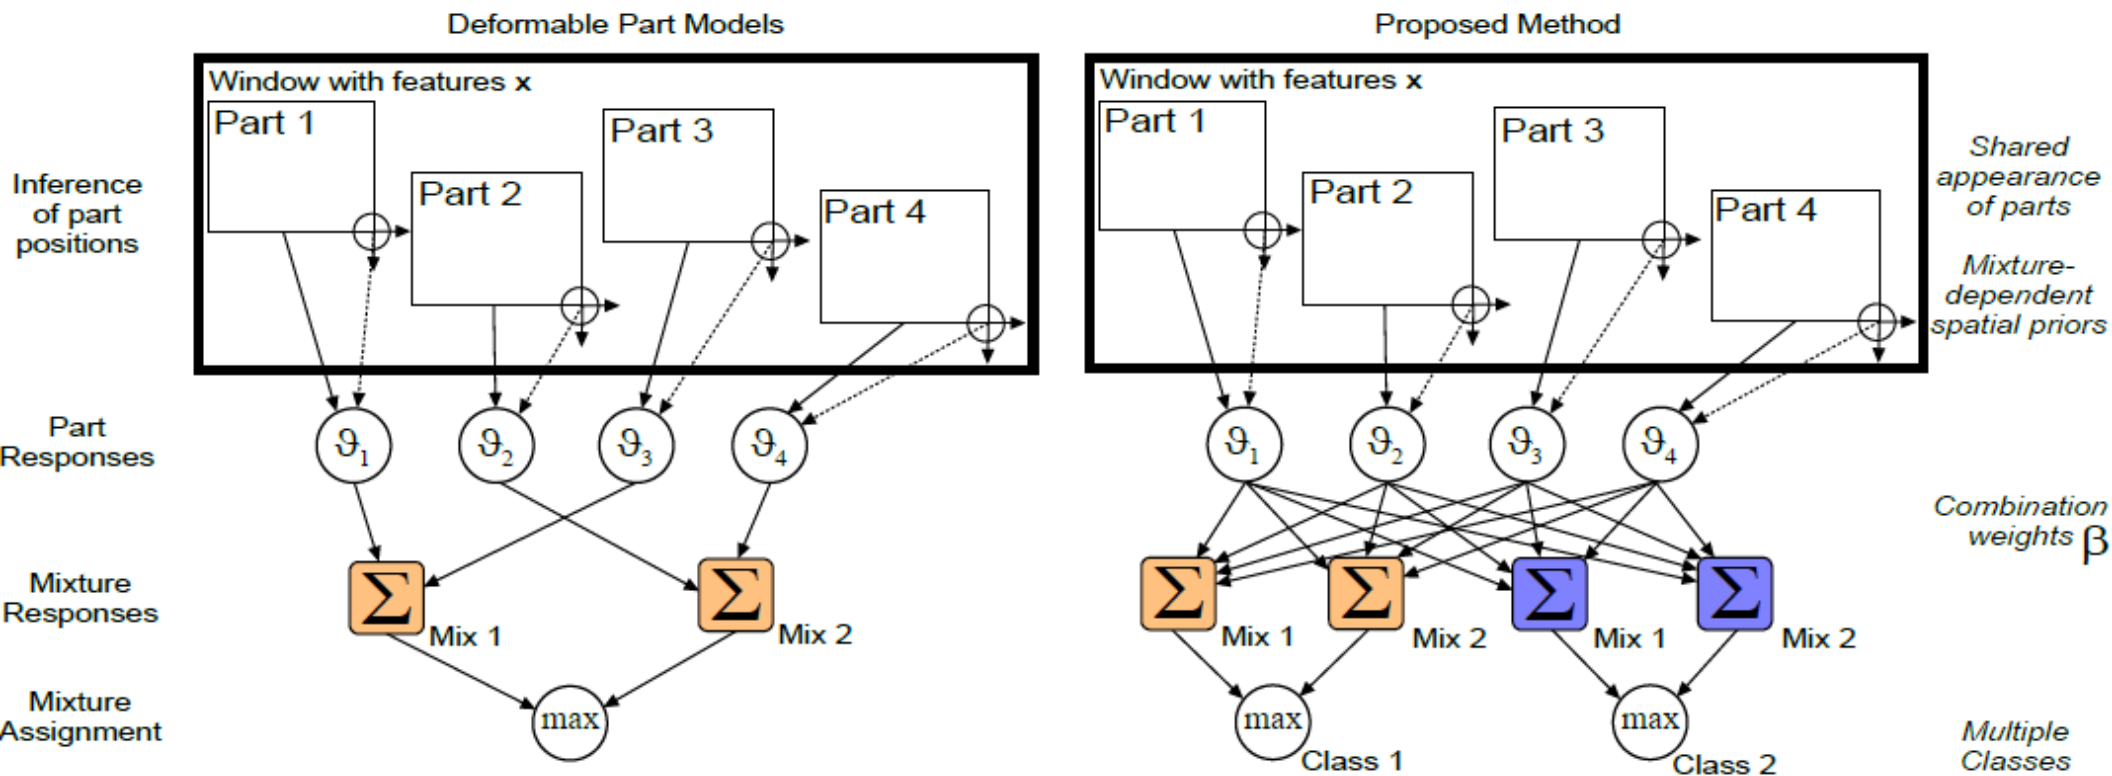 Deformable Part Models
Proposed Method
Window with features x
Part 1
Part 2
Part 3
Part 4
Window with features x
Part 1
Part 2
Part 3
Part 4
Inference
of part
positions
Shared
appearance
of parts
Mixture-
dependent
spatial priors
Part
Responses
ϑ1
ϑ2
ϑ3
ϑ4
ϑ1
ϑ2
ϑ3
ϑ4
Combination
weights β
Mixture
Responses
Σ
Mix 1
Σ
Mix 2
Σ
Mix 1
Σ
Mix 2
Σ
Mix 1
Σ
Mix 2
Mixture
Assignment
max
max
Class 1
max
Class 2
Multiple
Classes